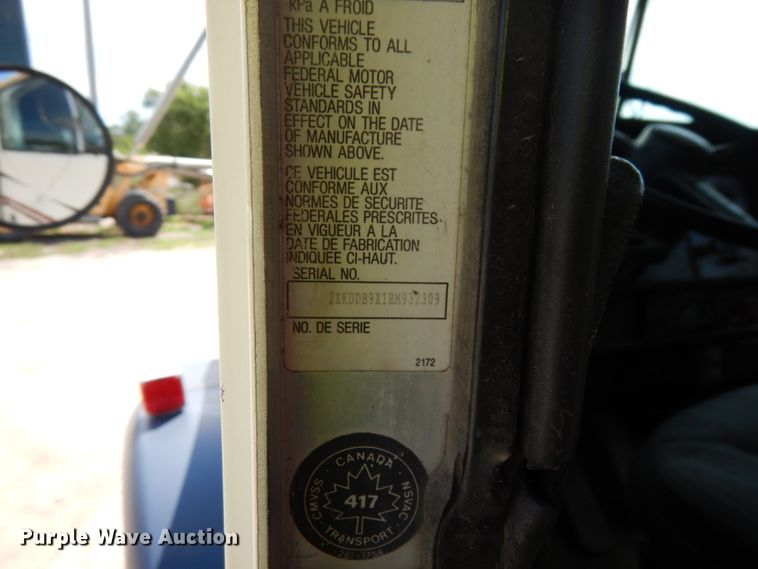 kPa A FROID
THIS VEHICLE
CONFORMS TO ALL
APPLICABLE
FEDERAL MOTOR
VEHICLE SAFETY
STANDARDS IN
EFFECT ON THE DATE
OF MANUFACTURE
SHOWN ABOVE.
CE VEHICULE EST
CONFORME AUX
NORMES DE SECURITE
FEDERALES PRESCRITES
EN VIGUEUR A LA
DATE DE FABRICATION
INDIQUEE CI-HAUT.
SERIAL NO.
2XKDDB9X1RM932309
NO. DE SERIE
2172
CANADA
CMVSS
NSVAC
417
TRANSPORT
Purple Wave Auction